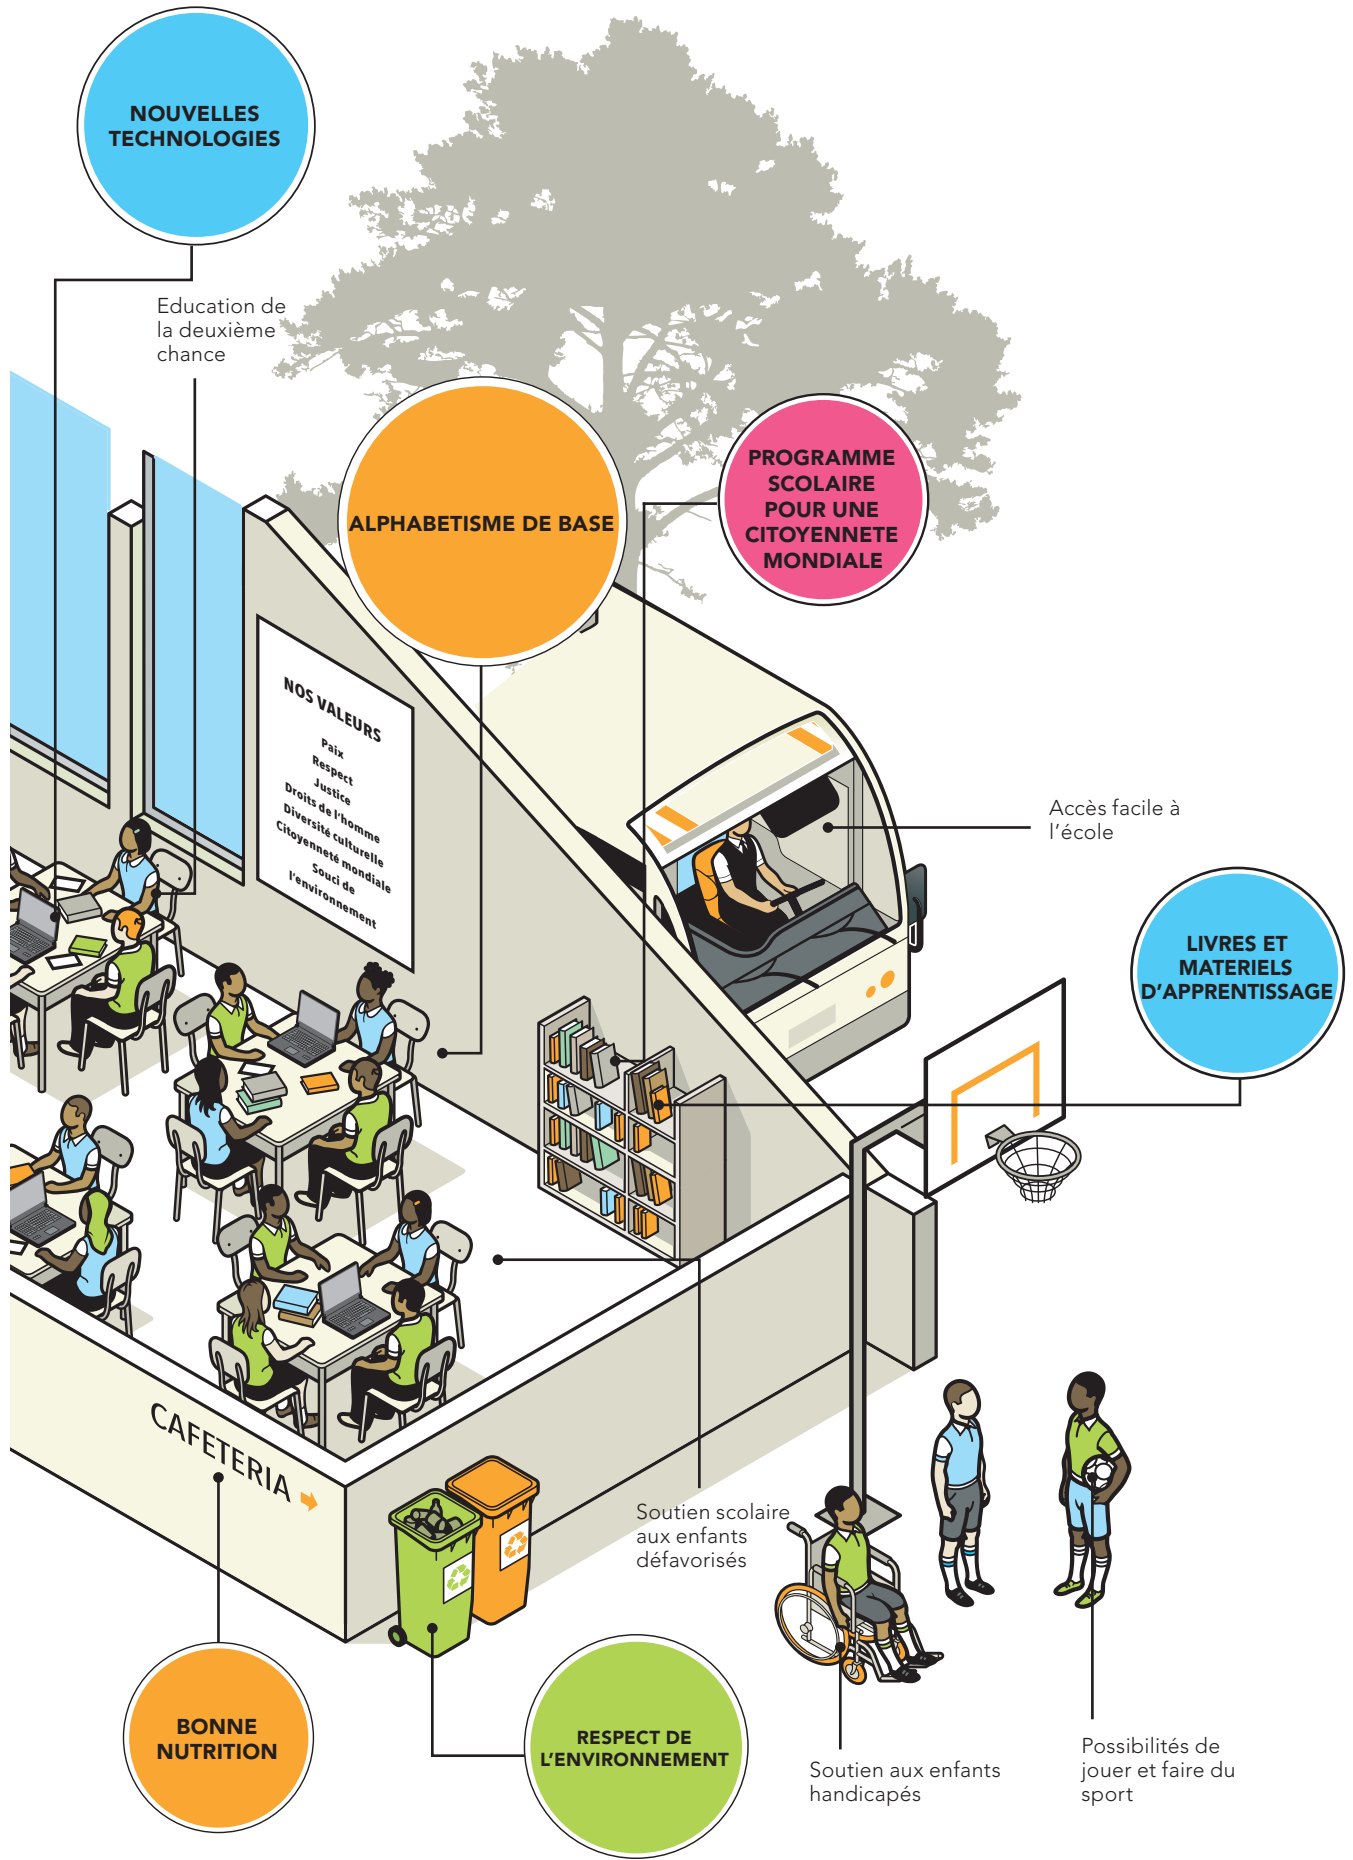 NOUVELLES
TECHNOLOGIES
Education de
la deuxième
chance
ALPHABETISME DE BASE
PROGRAMME
SCOLAIRE
POUR UNE
CITOYENNETE
MONDIALE
NOS VALEURS
Paix
Respect
Justice
Droits de l'homme
Diversité culturelle
Citoyenneté mondiale
Souci de
l'environnement
Accès facile à
l'école
LIVRES ET
MATERIELS
D'APPRENTISSAGE
CAFETERIA
Soutien scolaire
aux enfants
défavorisés
BONNE
NUTRITION
RESPECT DE
L'ENVIRONNEMENT
Soutien aux enfants
handicapés
Possibilités de
jouer et faire du
sport